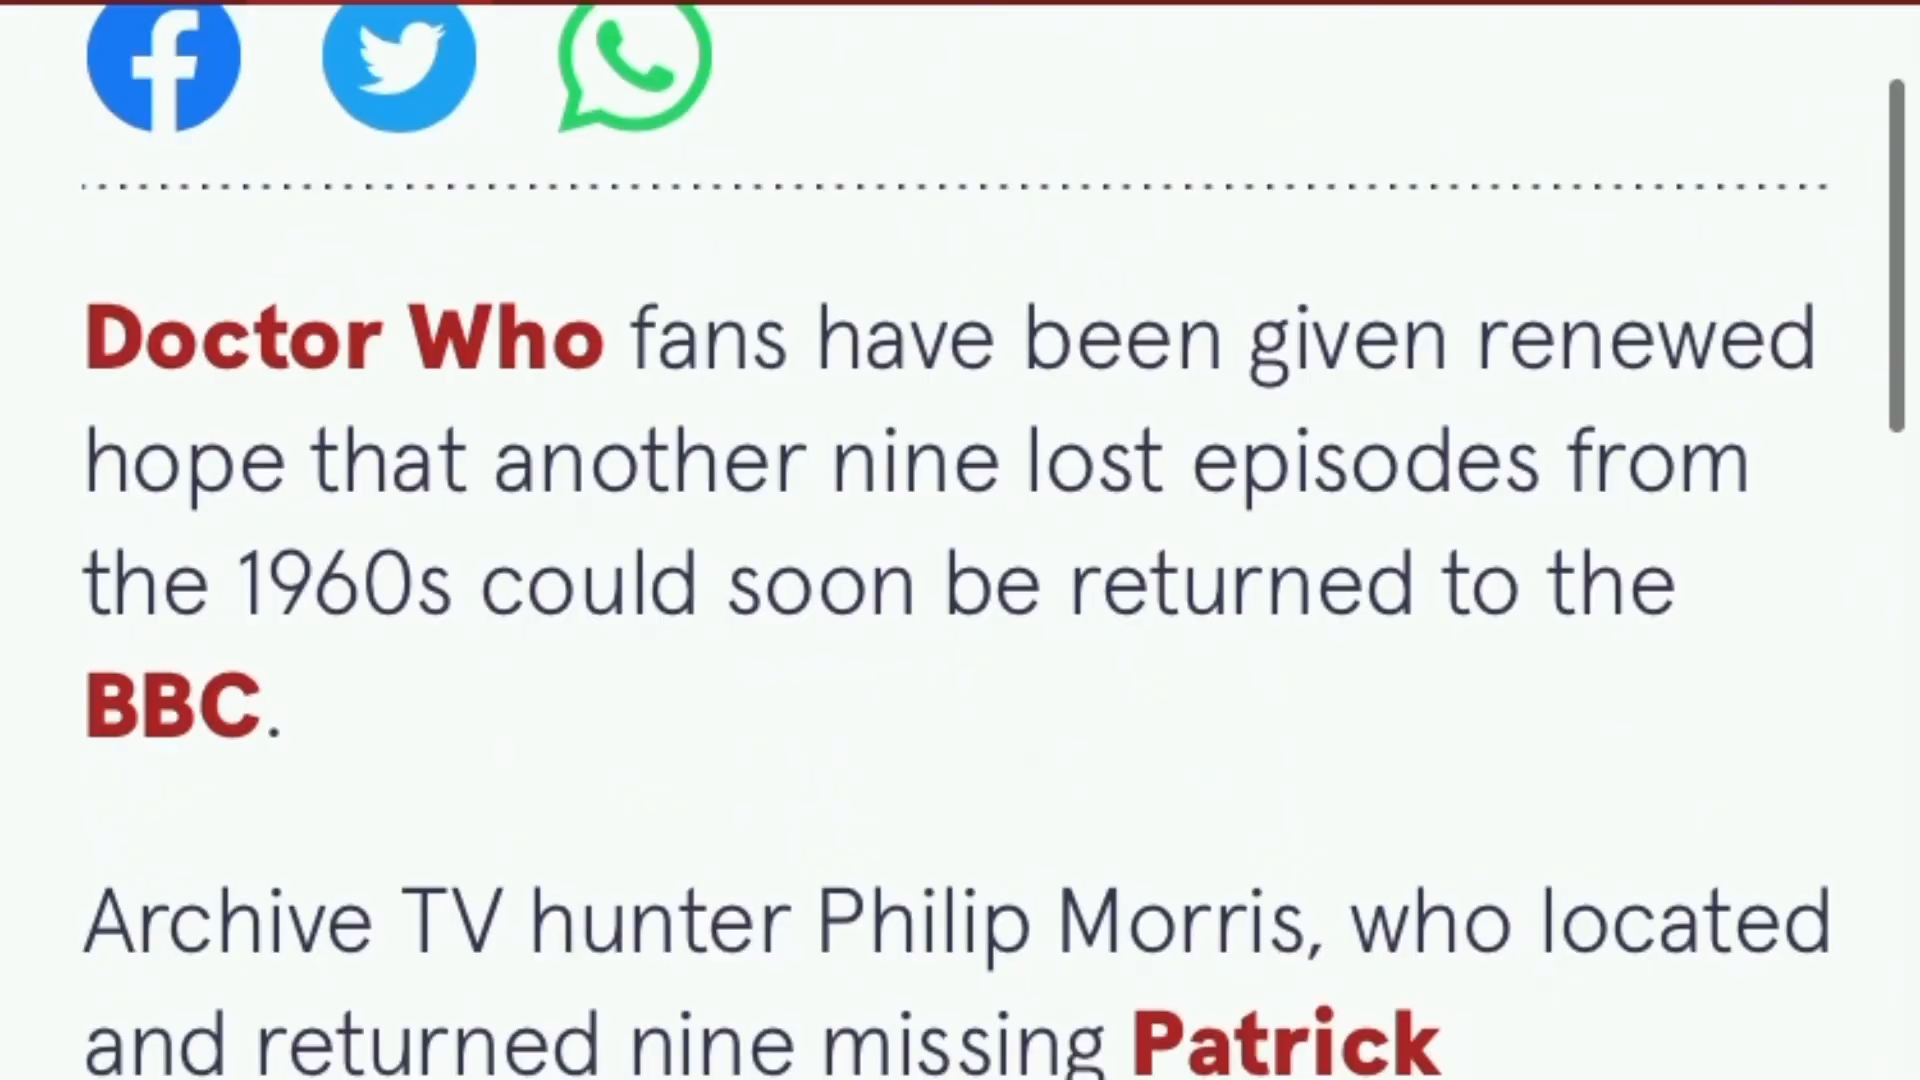 Doctor Who fans have been given renewed
hope that another nine lost episodes from
the 1960s could soon be returned to the
BBC.
Archive TV hunter Philip Morris, who located
and returned nine missing Patrick